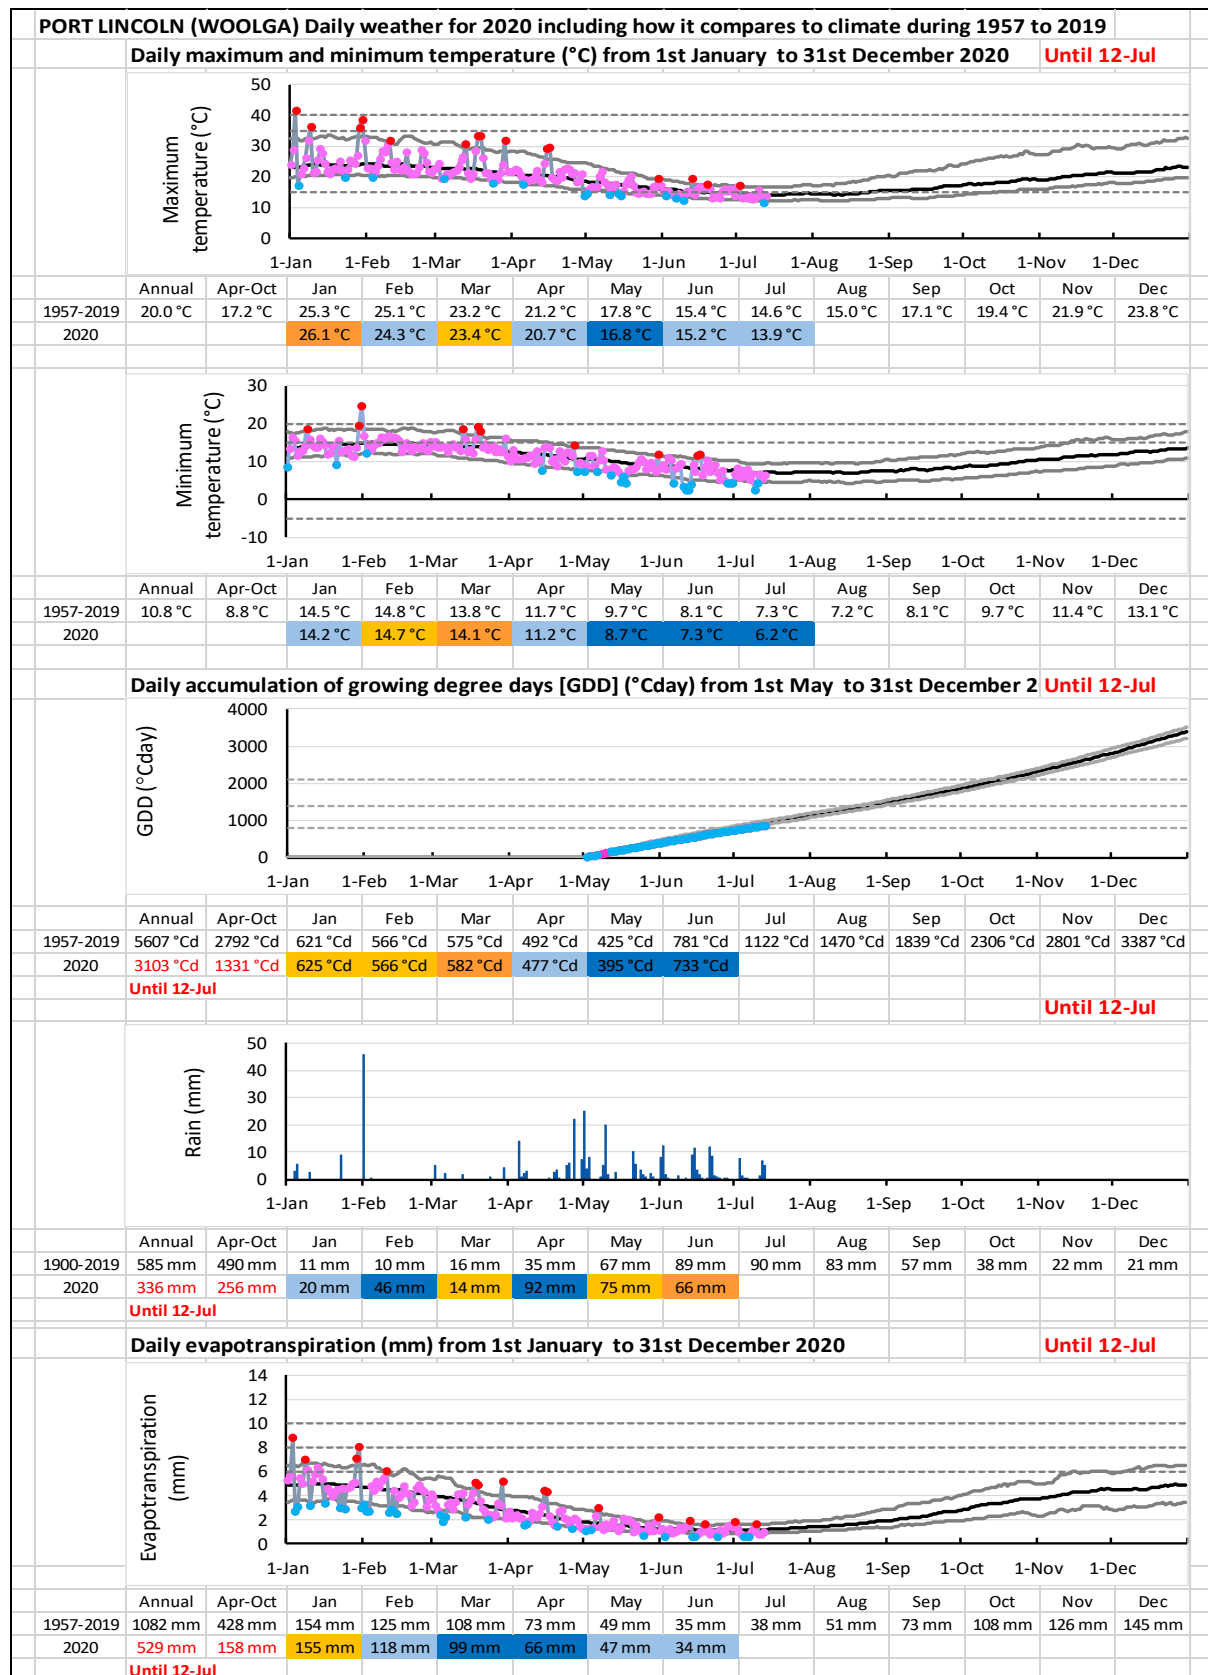 PORT LINCOLN (WOOLGA) Daily weather for 2020 including how it compares to climate during 1957 to 2019
Daily maximum and minimum temperature (°C) from 1st January to 31st December 2020 Until 12-Jul
Maximum temperature (°C)
50
40
30
20
10
0
1-Jan 1-Feb 1-Mar 1-Apr 1-May 1-Jun 1-Jul 1-Aug 1-Sep 1-Oct 1-Nov 1-Dec
Annual Apr-Oct Jan Feb Mar Apr May Jun Jul Aug Sep Oct Nov Dec
1957-2019 20.0 °C 17.2 °C 25.3 °C 25.1 °C 23.2 °C 21.2 °C 17.8 °C 15.4 °C 14.6 °C 15.0 °C 17.1 °C 19.4 °C 21.9 °C 23.8 °C
2020 26.1 °C 24.3 °C 23.4 °C 20.7 °C 16.8 °C 15.2 °C 13.9 °C
Minimum temperature (°C)
30
20
10
0
-10
1-Jan 1-Feb 1-Mar 1-Apr 1-May 1-Jun 1-Jul 1-Aug 1-Sep 1-Oct 1-Nov 1-Dec
Annual Apr-Oct Jan Feb Mar Apr May Jun Jul Aug Sep Oct Nov Dec
1957-2019 10.8 °C 8.8 °C 14.5 °C 14.8 °C 13.8 °C 11.7 °C 9.7 °C 8.1 °C 7.3 °C 7.2 °C 8.1 °C 9.7 °C 11.4 °C 13.1 °C
2020 14.2 °C 14.7 °C 14.1 °C 11.2 °C 8.7 °C 7.3 °C 6.2 °C
Daily accumulation of growing degree days [GDD] (°Cday) from 1st May to 31st December 2 Until 12-Jul
GDD (°Cday)
4000
3000
2000
1000
0
1-Jan 1-Feb 1-Mar 1-Apr 1-May 1-Jun 1-Jul 1-Aug 1-Sep 1-Oct 1-Nov 1-Dec
Annual Apr-Oct Jan Feb Mar Apr May Jun Jul Aug Sep Oct Nov Dec
1957-2019 5607 °Cd 2792 °Cd 621 °Cd 566 °Cd 575 °Cd 492 °Cd 425 °Cd 781 °Cd 1122 °Cd 1470 °Cd 1839 °Cd 2306 °Cd 2801 °Cd 3387 °Cd
2020 3103 °Cd 1331 °Cd 625 °Cd 566 °Cd 582 °Cd 477 °Cd 395 °Cd 733 °Cd
Until 12-Jul
Until 12-Jul
Rain (mm)
50
40
30
20
10
0
1-Jan 1-Feb 1-Mar 1-Apr 1-May 1-Jun 1-Jul 1-Aug 1-Sep 1-Oct 1-Nov 1-Dec
Annual Apr-Oct Jan Feb Mar Apr May Jun Jul Aug Sep Oct Nov Dec
1900-2019 585 mm 490 mm 11 mm 10 mm 16 mm 35 mm 67 mm 89 mm 90 mm 83 mm 57 mm 38 mm 22 mm 21 mm
2020 336 mm 256 mm 20 mm 46 mm 14 mm 92 mm 75 mm 66 mm
Until 12-Jul
Daily evapotranspiration (mm) from 1st January to 31st December 2020 Until 12-Jul
Evapotranspiration (mm)
14
12
10
8
6
4
2
0
1-Jan 1-Feb 1-Mar 1-Apr 1-May 1-Jun 1-Jul 1-Aug 1-Sep 1-Oct 1-Nov 1-Dec
Annual Apr-Oct Jan Feb Mar Apr May Jun Jul Aug Sep Oct Nov Dec
1957-2019 1082 mm 428 mm 154 mm 125 mm 108 mm 73 mm 49 mm 35 mm 38 mm 51 mm 73 mm 108 mm 126 mm 145 mm
2020 529 mm 158 mm 155 mm 118 mm 99 mm 66 mm 47 mm 34 mm
Until 12-Jul